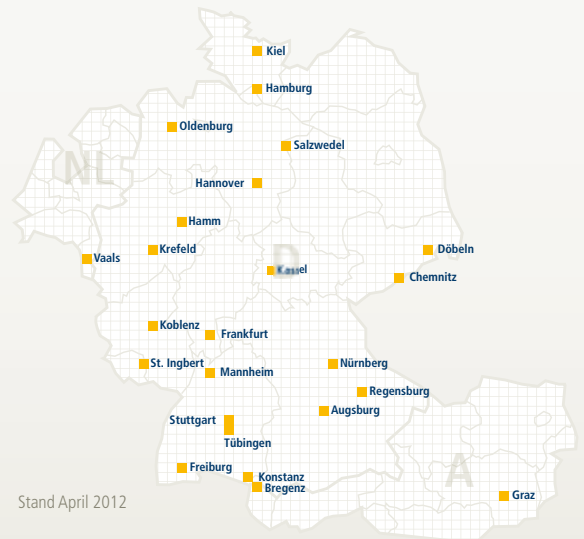 Kiel
Hamburg
Oldenburg
Salzwedel
NL
Hannover
Hamm
Krefeld
Döbeln
Vaals
D
Kassel
Chemnitz
Koblenz
Frankfurt
St. Ingbert
Nürnberg
Mannheim
Regensburg
Augsburg
Stuttgart
Tübingen
Freiburg
A
Konstanz
Bregenz
Graz
Stand April 2012